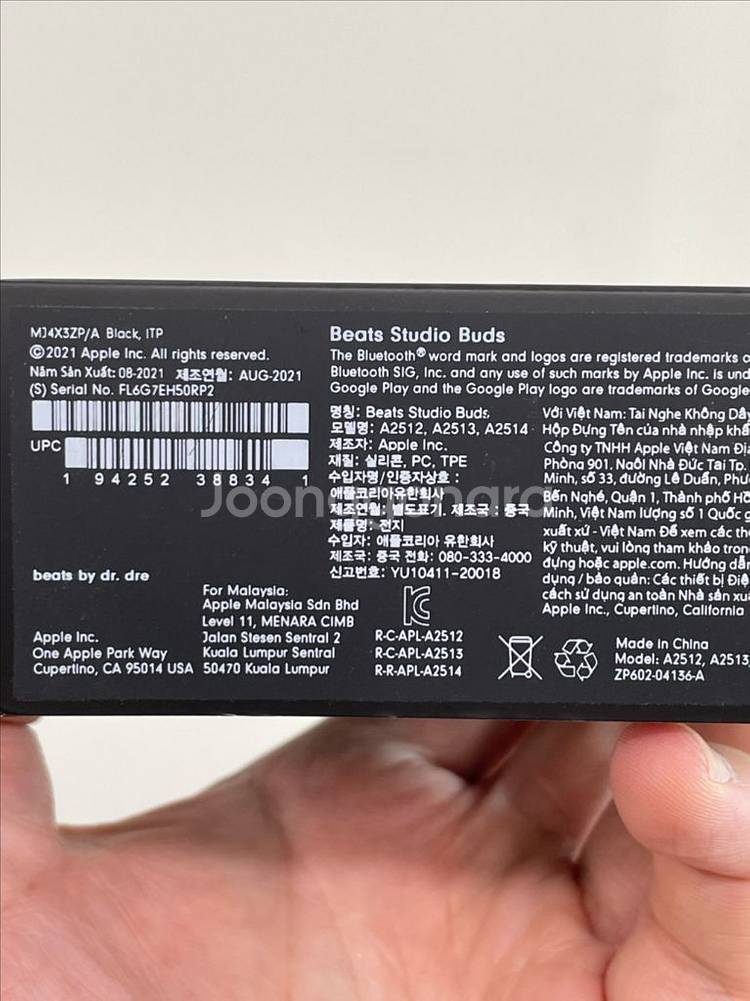 MJ4X3ZP/A Black, ITP
©2021 Apple Inc. All rights reserved.
Năm Sản Xuất: 08-2021 제조연월: AUG-2021
(S) Serial No. FL6G7EH50RP2
UPC
1 94252 38834 1
beats by dr. dre
Apple Inc.
One Apple Park Way
Cupertino, CA 95014 USA
For Malaysia:
Apple Malaysia Sdn Bhd
Level 11, MENARA CIMB
Jalan Stesen Sentral 2
Kuala Lumpur Sentral
50470 Kuala Lumpur
Beats Studio Buds
The Bluetooth® word mark and logos are registered trademarks
Bluetooth SIG, Inc. and any use of such marks by Apple Inc. is
Google Play and the Google Play logo are trademarks of Google
명칭: Beats Studio Buds
모델명: A2512, A2513, A2514
제조자: Apple Inc.
재질: 실리콘, PC, TPE
수입자명/인증자상호 :
애플코리아유한회사
제조연월: 별도표기, 제조국 : 중국
제품명: 전지
수입자: 애플코리아 유한회사
제조국: 중국 전화: 080-333-4000
신고번호: YU10411-20018
R-C-APL-A2512
R-C-APL-A2513
R-R-APL-A2514
Với Việt Nam: Tai Nghe Không Dây
Hộp Đựng Tên của nhà nhập khẩ
Công ty TNHH Apple Việt Nam Địa
Phòng 901, Ngôi Nhà Đức Tại Tp.
Minh, số 33, đường Lê Duẩn,
Bến Nghé, Quận 1, Thành phố Hồ
Minh, Việt Nam lượng số 1 Quốc
xuất xứ - Việt Nam Để xem các
kỹ thuật, vui lòng tham khảo
dụng hoặc apple.com. Hướng dẫn
dụng / bảo quản: Các thiết bị
cách sử dụng an toàn Nhà sản
Apple Inc., Cupertino, California
Made in China
Model: A2512, A2513,
ZP602-04136-A